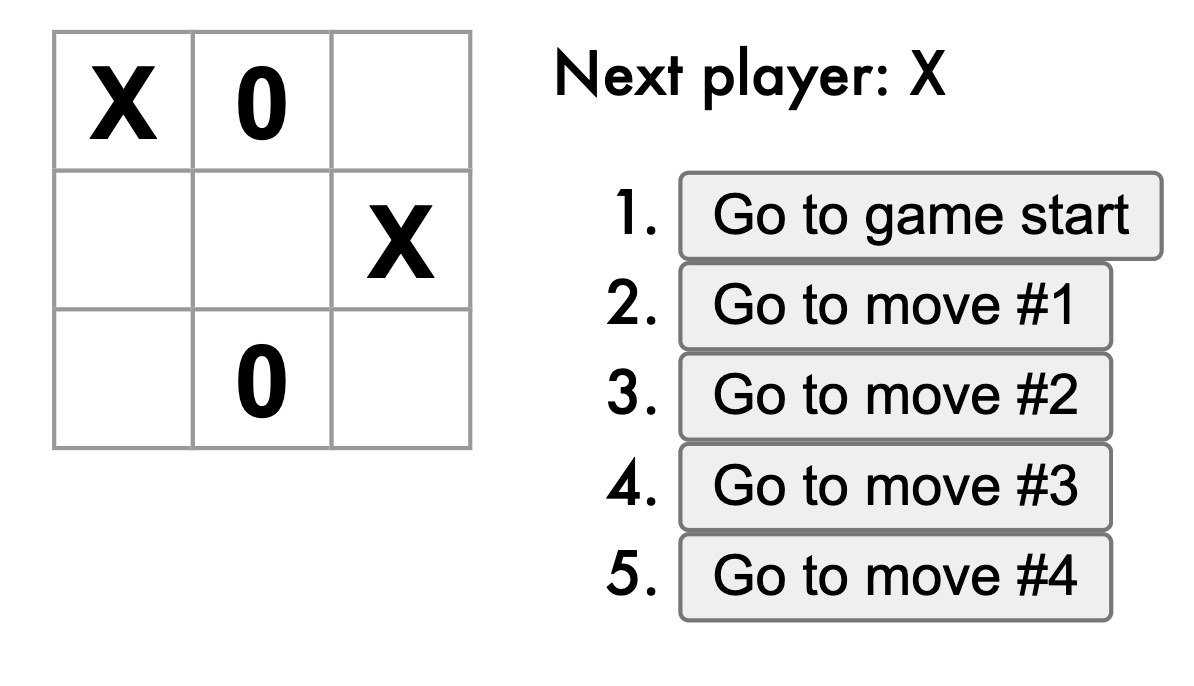 X 0
X
0
Next player: X
1. Go to game start
2. Go to move #1
3. Go to move #2
4. Go to move #3
5. Go to move #4